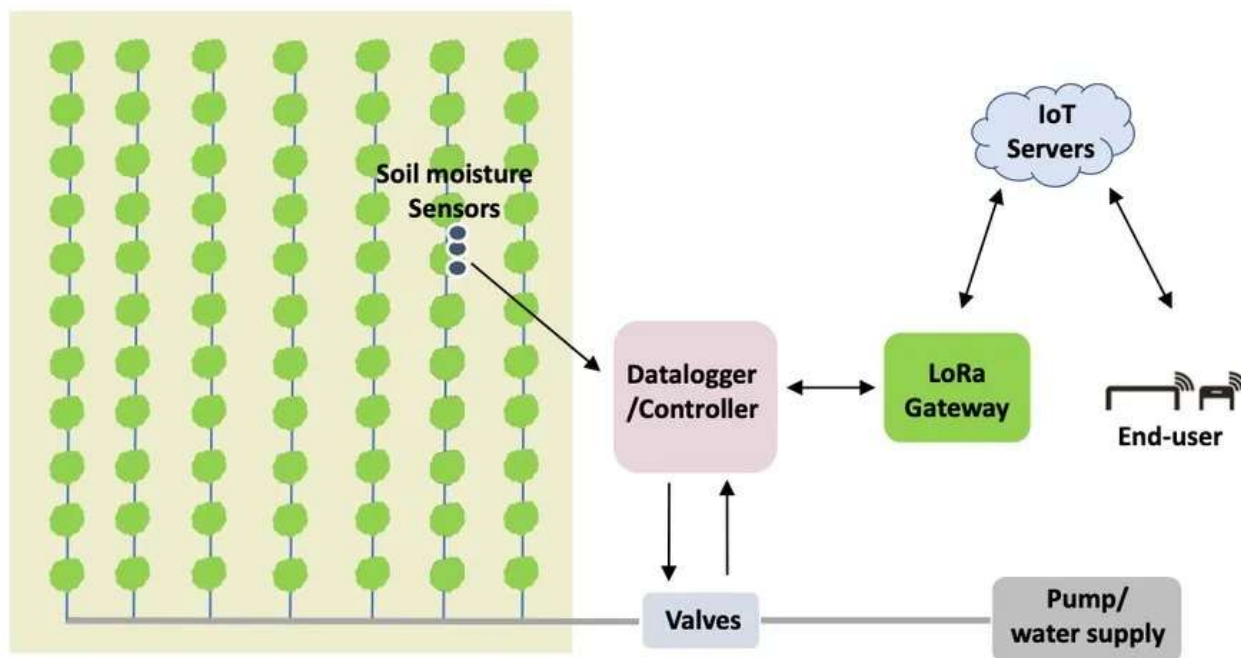 Soil moisture
Sensors
IoT
Servers
Datalogger
/Controller
LoRa
Gateway
End-user
Valves
Pump/
water supply